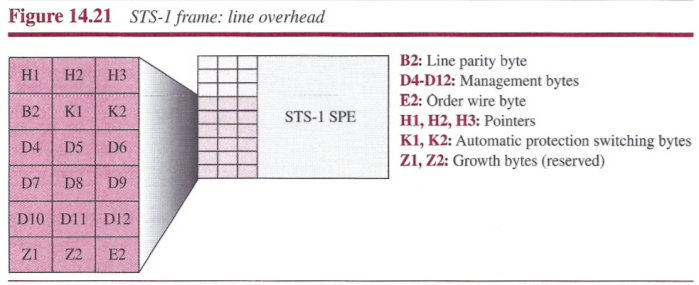 Figure 14.21 STS-1 frame: line overhead
H1 H2 H3
B2 K1 K2
D4 D5 D6
D7 D8 D9
D10 D11 D12
Z1 Z2 E2
STS-1 SPE
B2: Line parity byte
D4-D12: Management bytes
E2: Order wire byte
H1, H2, H3: Pointers
K1, K2: Automatic protection switching bytes
Z1, Z2: Growth bytes (reserved)